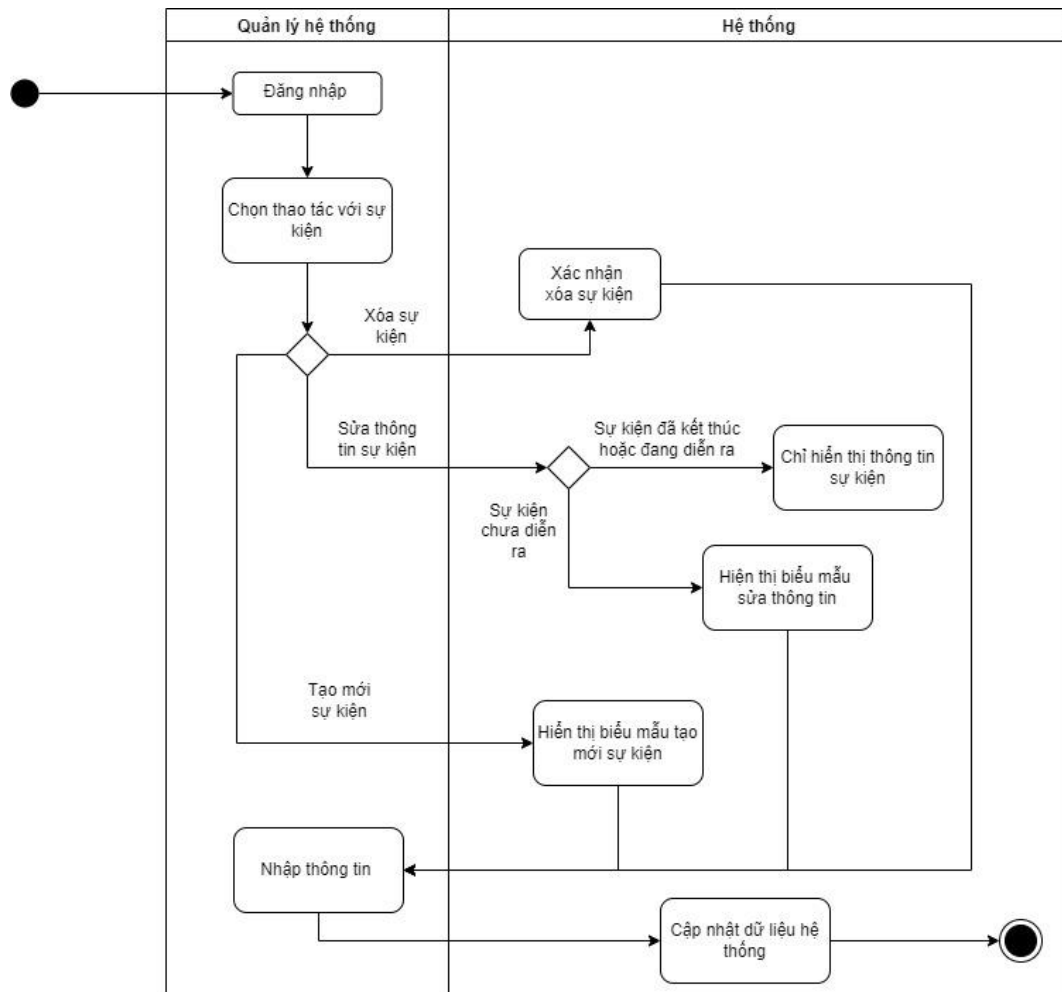 Quản lý hệ thống
Hệ thống
Đăng nhập
Chọn thao tác với sự
kiện
Xác nhận
xóa sự kiện
Xóa sự
kiện
Sửa thông
tin sự kiện
Sự kiện đã kết thúc
hoặc đang diễn ra
Chỉ hiển thị thông tin
sự kiện
Sự kiện
chưa diễn
ra
Hiện thị biểu mẫu
sửa thông tin
Tạo mới
sự kiện
Hiển thị biểu mẫu tạo
mới sự kiện
Nhập thông tin
Cập nhật dữ liệu hệ
thống